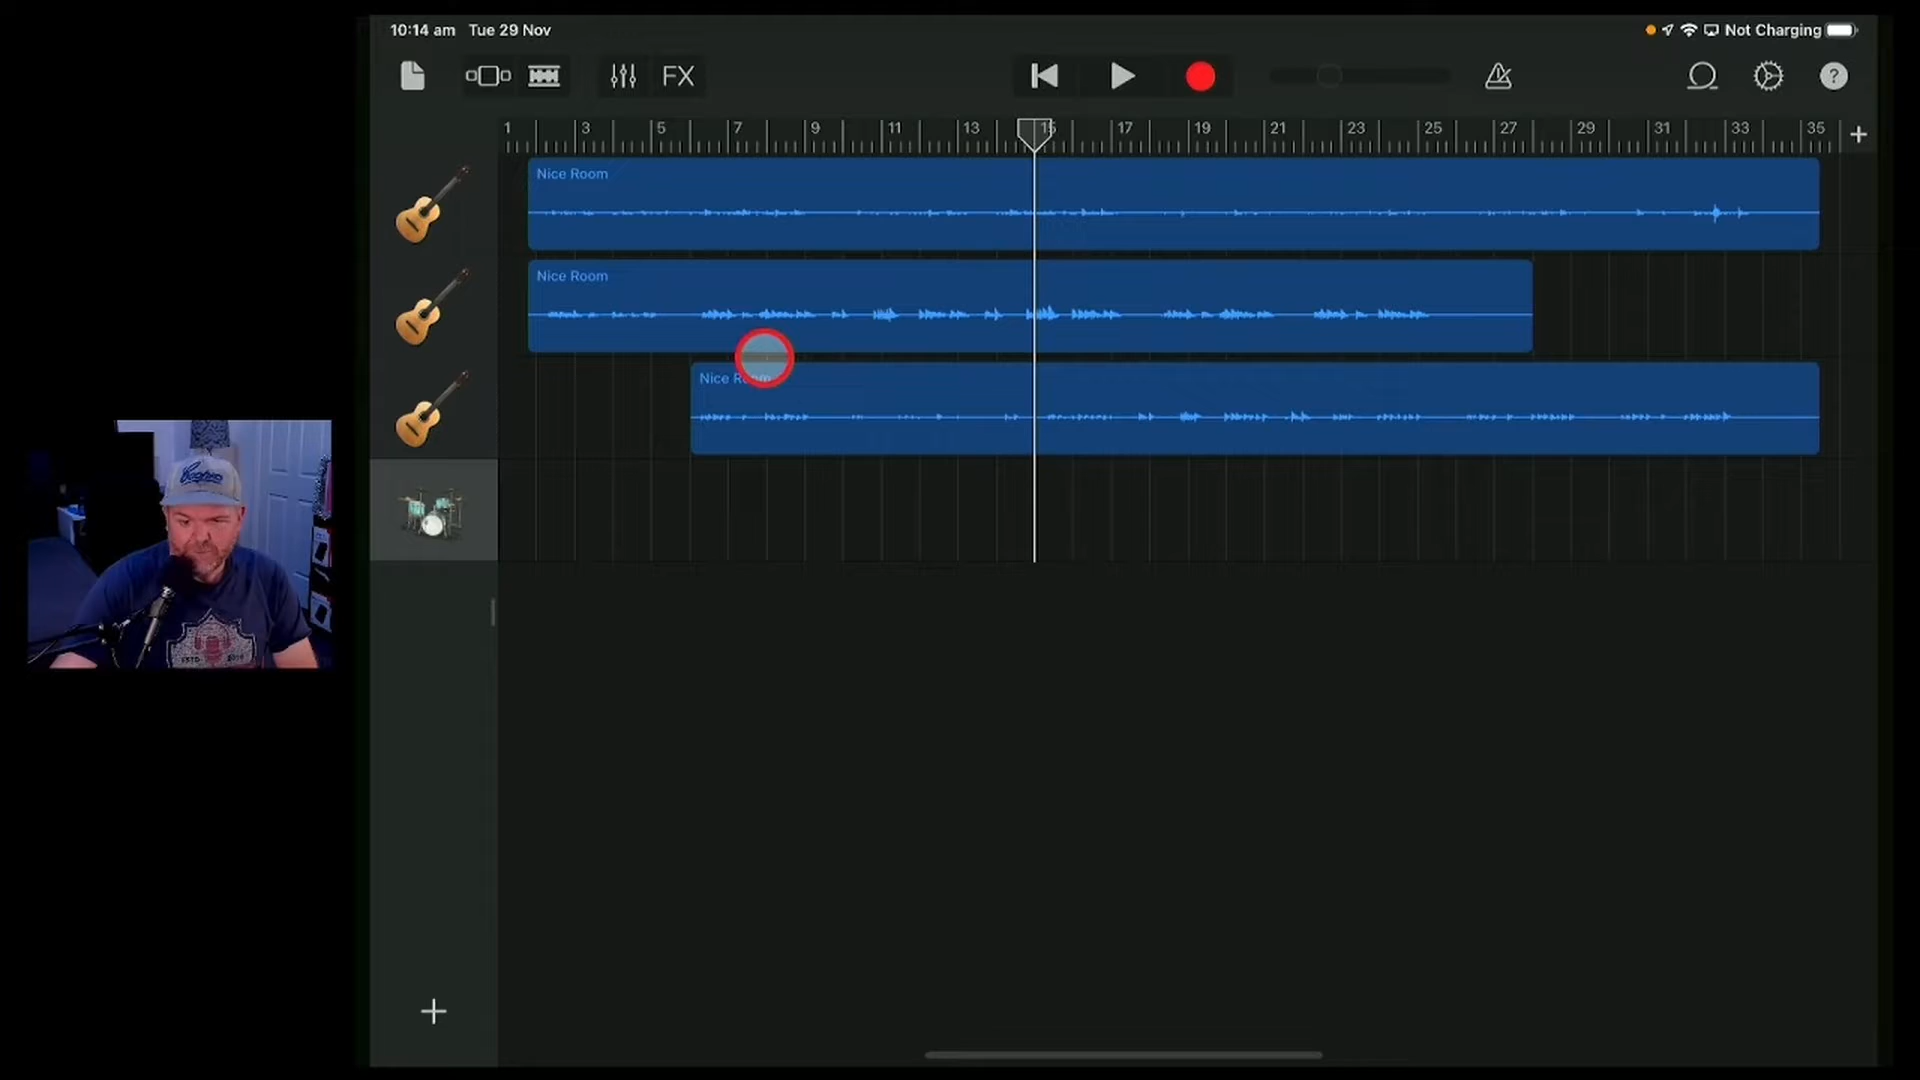 10:14 am Tue 29 Nov
Not Charging
FX
?
1 3 5 7 9 11 13 15 17 19 21 23 25 27 29 31 33 35
Nice Room
Nice Room
Nice Room